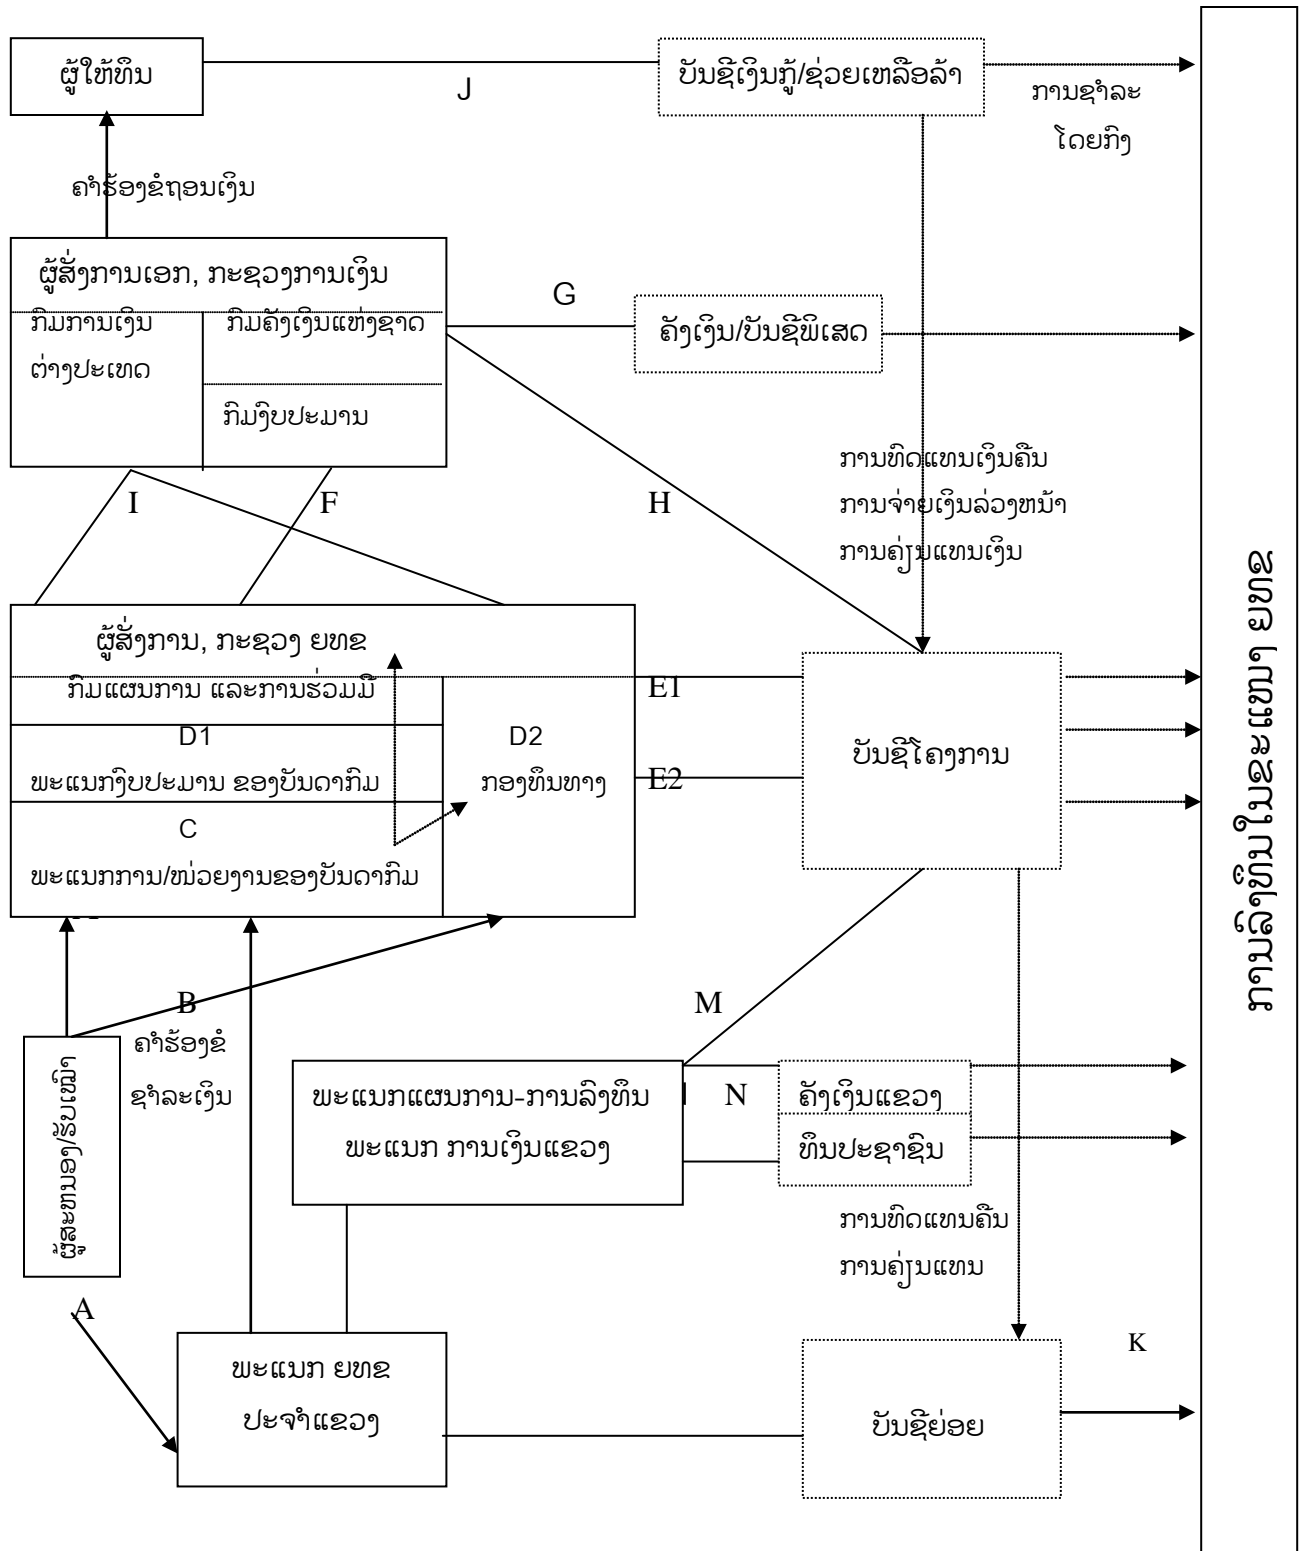 ຜູ້ໃຫ້ທຶນ
J
ບັນຊີເງິນກູ້/ຊ່ວຍເຫລືອລ້າ
ການຊຳລະ
ໂດຍກົງ
ຄຳຮ້ອງຂໍຖອນເງິນ
ຜູ້ສັ່ງການເອກ, ກະຊວງການເງິນ
ກົມການເງິນ
ຕ່າງປະເທດ
ກົມຄັງເງິນແຫ່ງຊາດ
ກົມງົບປະມານ
G
ຄັງເງິນ/ບັນຊີພິເສດ
I
F
H
ການທົດແທນເງິນຄືນ
ການຈ່າຍເງິນລ່ວງຫນ້າ
ການຄ່ຽນແທນເງິນ
ຜູ້ສັ່ງການ, ກະຊວງ ຍທຂ
ກົມແຜນການ ແລະການຮ່ວມມື
D1
ພະແນກງົບປະມານ ຂອງບັນດາກົມ
C
ພະແນກການ/ໜ່ວຍງານຂອງບັນດາກົມ
D2
ກອງທຶນທາງ
E1
E2
ບັນຊີໂຄງການ
ການລົງທຶນໃນຂະແໜງ ຍທຂ
B
ຄຳຮ້ອງຂໍ
ຊຳລະເງິນ
ຜູ້ສະຫນອງ/ຮັບເໝົາ
M
ພະແນກແຜນການ-ການລົງທຶນ
ພະແນກ ການເງິນແຂວງ
N
ຄັງເງິນແຂວງ
ທຶນປະຊາຊົນ
ການທົດແທນຄືນ
ການຄ່ຽນແທນ
A
ພະແນກ ຍທຂ
ປະຈຳແຂວງ
ບັນຊີຍ່ອຍ
K